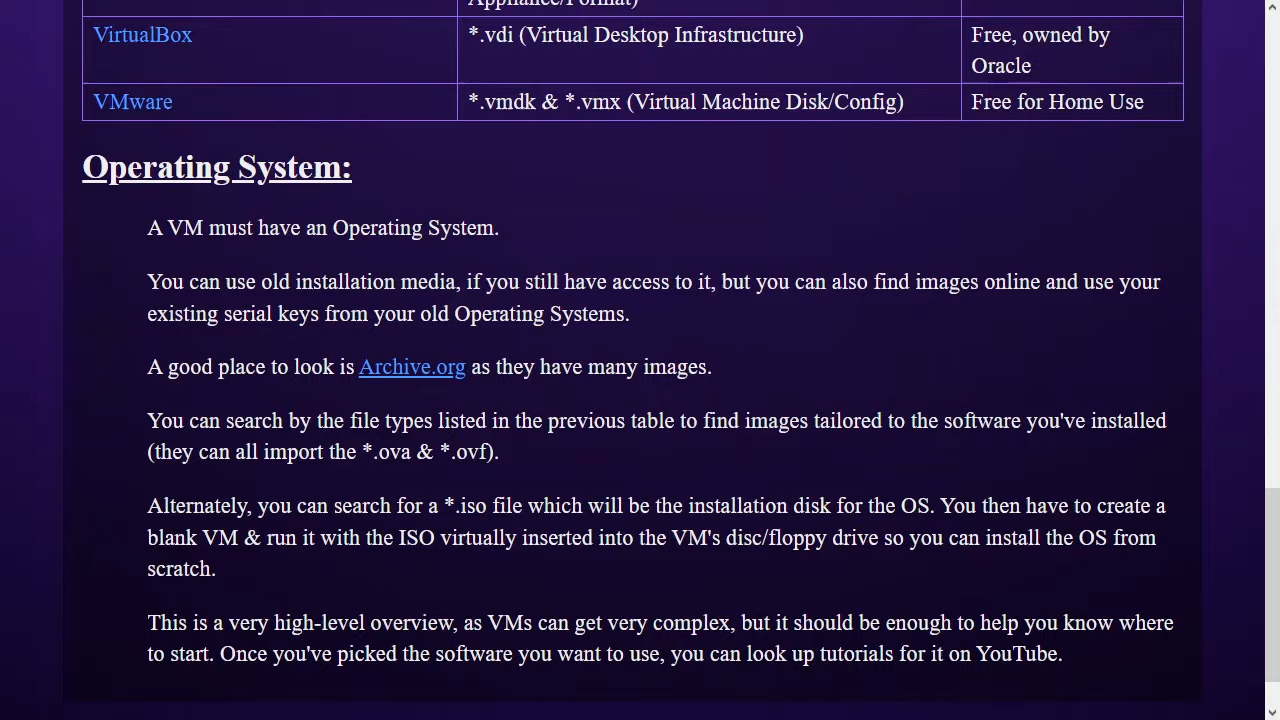 Appliance/Format)
VirtualBox *.vdi (Virtual Desktop Infrastructure) Free, owned by
Oracle
VMware *.vmdk & *.vmx (Virtual Machine Disk/Config) Free for Home Use
Operating System:
A VM must have an Operating System.
You can use old installation media, if you still have access to it, but you can also find images online and use your
existing serial keys from your old Operating Systems.
A good place to look is Archive.org as they have many images.
You can search by the file types listed in the previous table to find images tailored to the software you've installed
(they can all import the *.ova & *.ovf).
Alternately, you can search for a *.iso file which will be the installation disk for the OS. You then have to create a
blank VM & run it with the ISO virtually inserted into the VM's disc/floppy drive so you can install the OS from
scratch.
This is a very high-level overview, as VMs can get very complex, but it should be enough to help you know where
to start. Once you've picked the software you want to use, you can look up tutorials for it on YouTube.